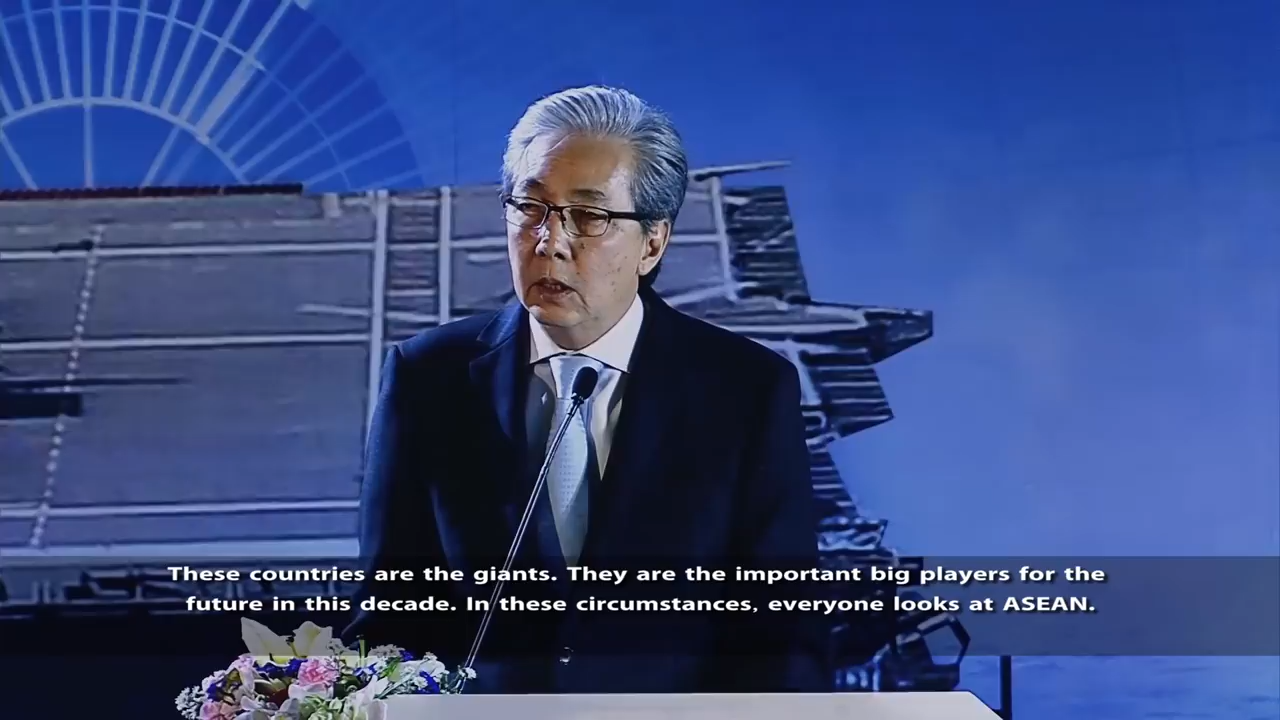 These countries are the giants. They are the important big players for the
future in this decade. In these circumstances, everyone looks at ASEAN.